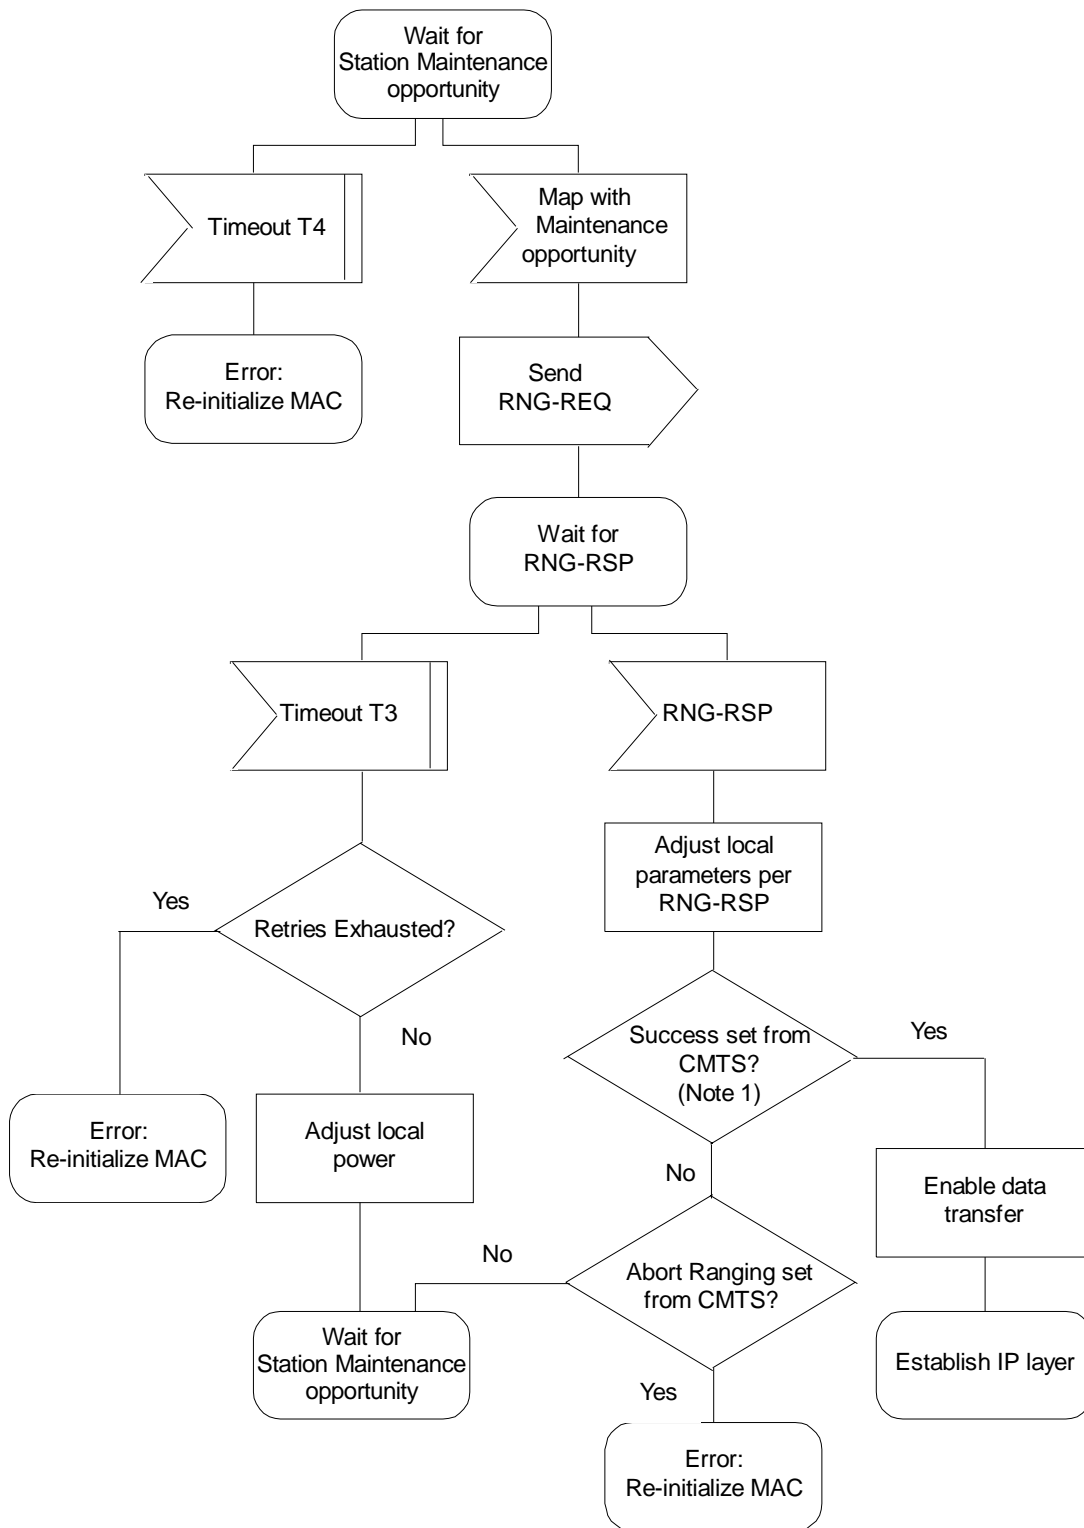 Wait for
Station Maintenance
opportunity
Timeout T4
Map with
Maintenance
opportunity
Error:
Re-initialize MAC
Send
RNG-REQ
Wait for
RNG-RSP
Timeout T3
RNG-RSP
Adjust local
parameters per
RNG-RSP
Yes
Retries Exhausted?
No
Success set from
CMTS?
(Note 1)
Yes
Error:
Re-initialize MAC
Adjust local
power
No
Enable data
transfer
No
Abort Ranging set
from CMTS?
Wait for
Station Maintenance
opportunity
Establish IP layer
Yes
Error:
Re-initialize MAC